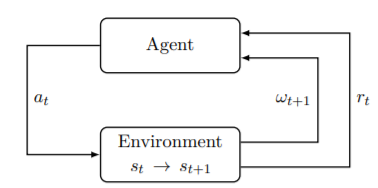 Agent
a_t
ω_{t+1}
r_t
Environment
s_t → s_{t+1}